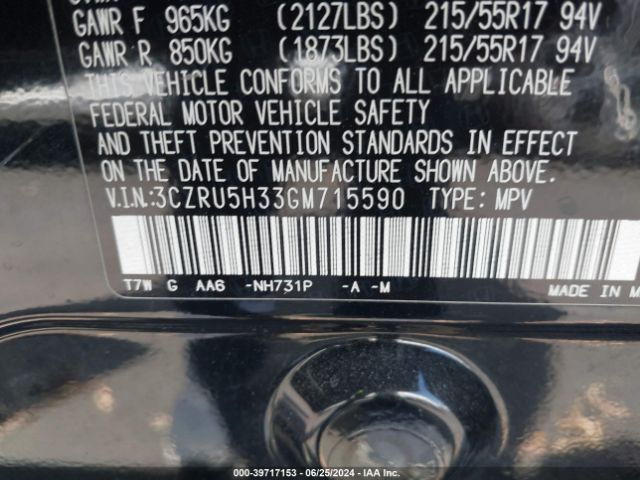 GAWR F 965KG (2127LBS) 215/55R17 94V
GAWR R 850KG (1873LBS) 215/55R17 94V
THIS VEHICLE CONFORMS TO ALL APPLICABLE
FEDERAL MOTOR VEHICLE SAFETY
AND THEFT PREVENTION STANDARDS IN EFFECT
ON THE DATE OF MANUFACTURE SHOWN ABOVE.
V.I.N:3CZRU5H33GM715590 TYPE: MPV
T7W G AA6 -NH731P -A -M MADE IN M
000-39717153 - 06/25/2024 - IAA Inc.